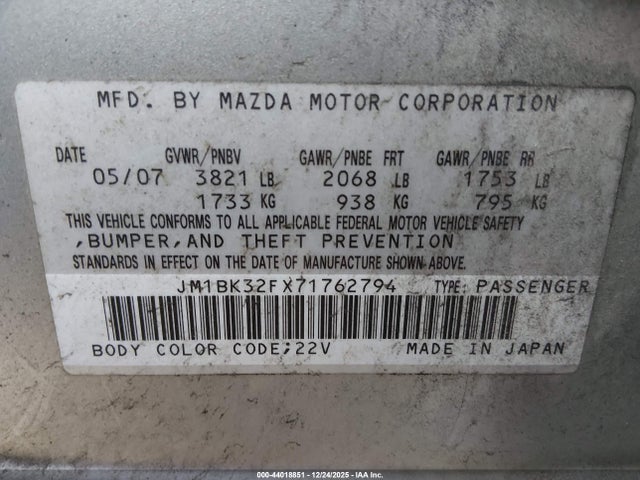 MFD. BY MAZDA MOTOR CORPORATION
DATE GVWR/PNBV GAWR/PNBE FRT GAWR/PNBE RR
05/07 3821 LB 2068 LB 1753 LB
1733 KG 938 KG 795 KG
THIS VEHICLE CONFORMS TO ALL APPLICABLE FEDERAL MOTOR VEHICLE SAFETY
,BUMPER,AND THEFT PREVENTION
STANDARDS IN EFFECT ON THE DATE OF MANUFACTURE SHOWN ABOVE.
JM1BK32FX71762794 TYPE: PASSENGER
BODY COLOR CODE;22V MADE IN JAPAN
000-44018851 - 12/24/2025 - IAA Inc.